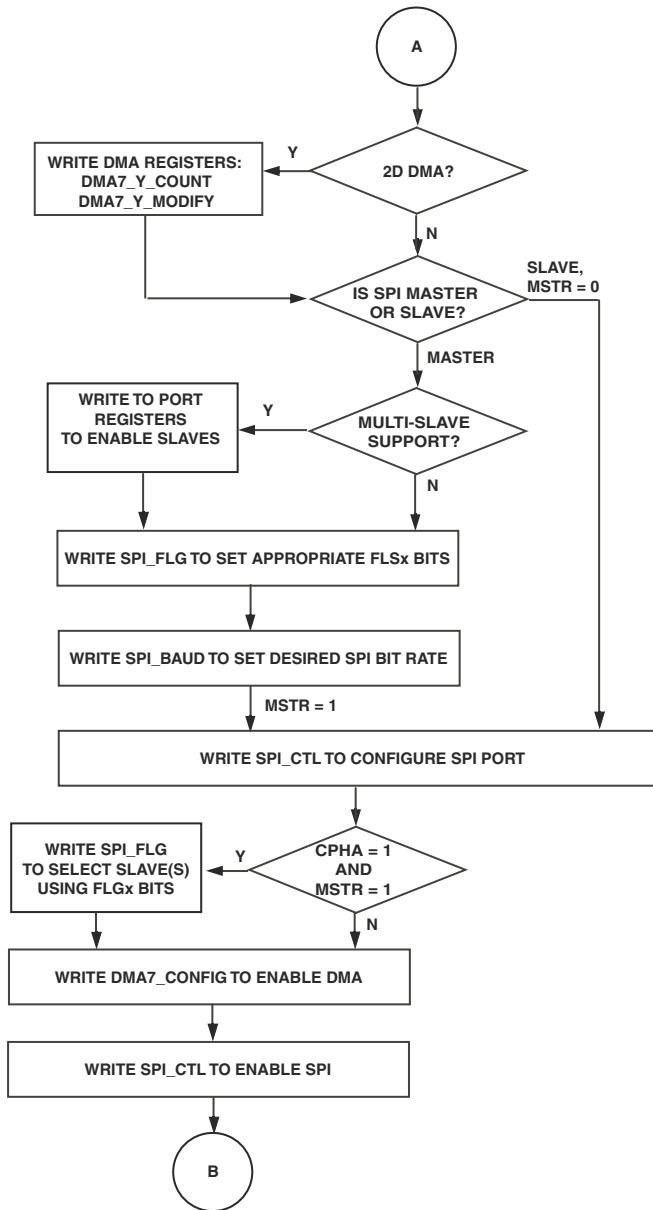 A
2D DMA?
Y
WRITE DMA REGISTERS:
DMA7_Y_COUNT
DMA7_Y_MODIFY
N
IS SPI MASTER
OR SLAVE?
SLAVE,
MSTR = 0
MASTER
MULTI-SLAVE
SUPPORT?
Y
WRITE TO PORT
REGISTERS
TO ENABLE SLAVES
N
WRITE SPI_FLG TO SET APPROPRIATE FLSx BITS
WRITE SPI_BAUD TO SET DESIRED SPI BIT RATE
MSTR = 1
WRITE SPI_CTL TO CONFIGURE SPI PORT
CPHA = 1
AND
MSTR = 1
Y
WRITE SPI_FLG
TO SELECT SLAVE(S)
USING FLGx BITS
N
WRITE DMA7_CONFIG TO ENABLE DMA
WRITE SPI_CTL TO ENABLE SPI
B